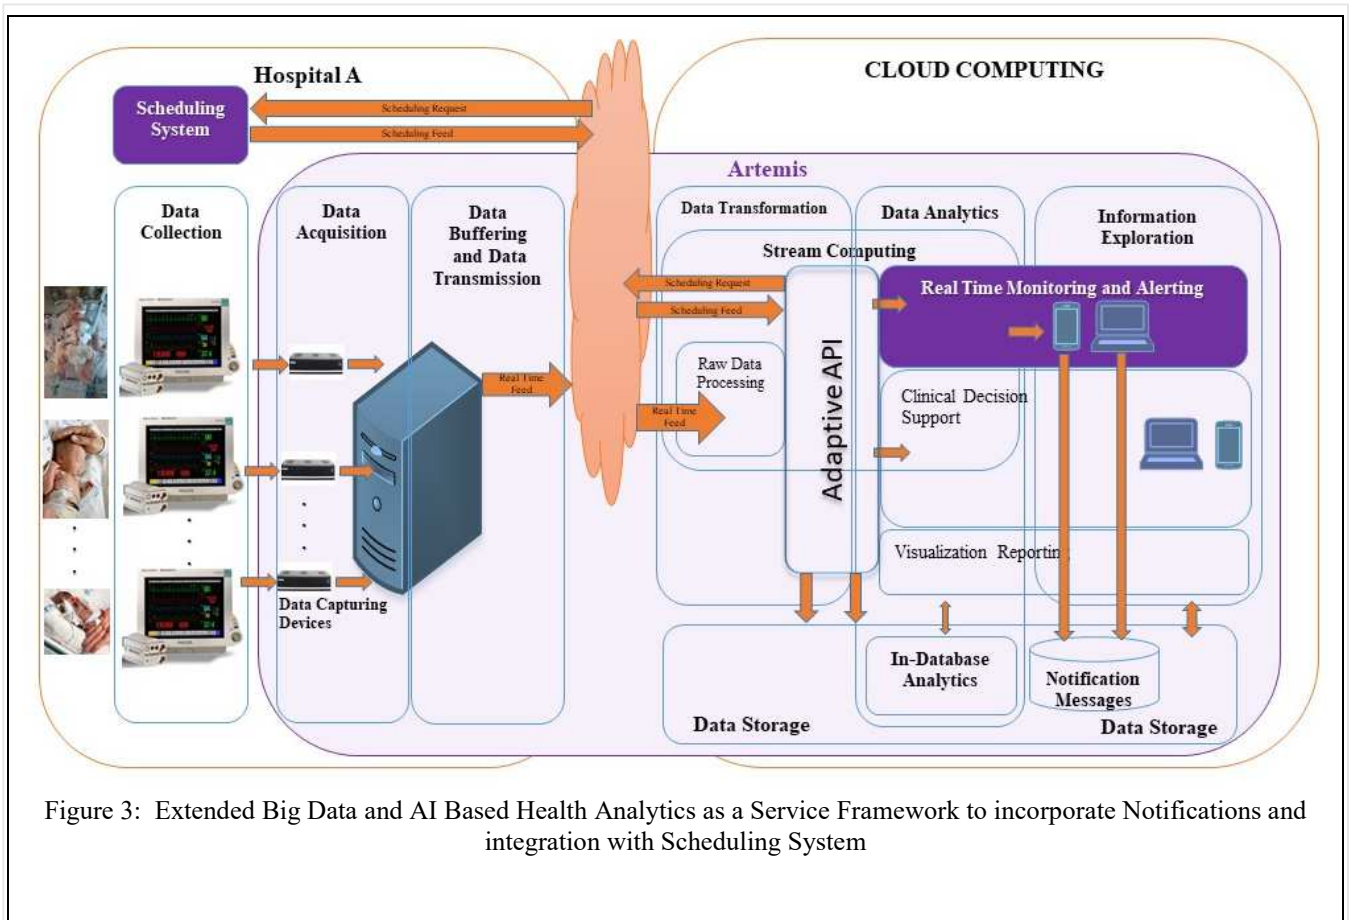 Hospital A
CLOUD COMPUTING
Scheduling
System
Scheduling Request
Scheduling Feed
Artemis
Data
Collection
Data
Acquisition
Data
Buffering
and Data
Transmission
Data Transformation
Data Analytics
Information
Exploration
Stream Computing
Scheduling Request
Scheduling Feed
Real Time Monitoring and Alerting
Raw Data
Processing
Adaptive API
Real Time
Feed
Real Time
Feed
Clinical Decision
Support
Visualization Reporting
Data Capturing
Devices
In-Database
Analytics
Notification
Messages
Data Storage
Data Storage
Figure 3: Extended Big Data and AI Based Health Analytics as a Service Framework to incorporate Notifications and
integration with Scheduling System